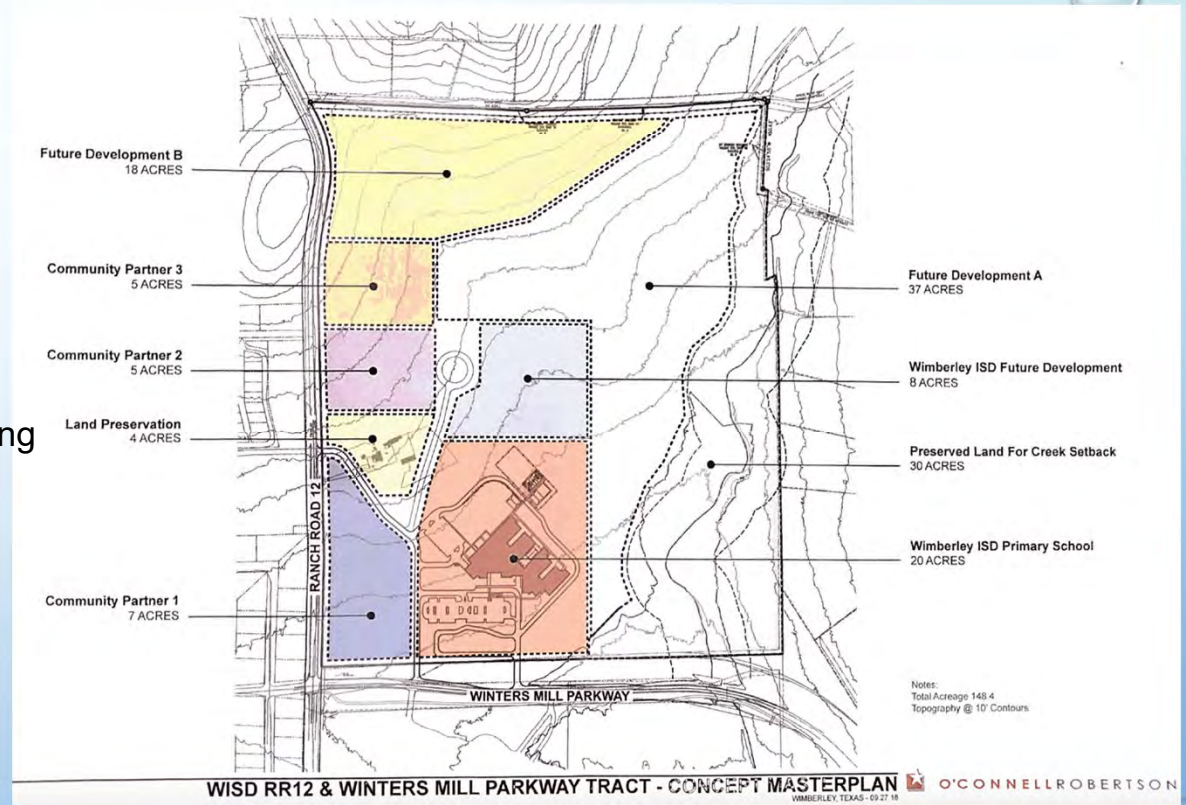 Future Development B
18 ACRES
Community Partner 3
5 ACRES
Community Partner 2
5 ACRES
ng
Land Preservation
4 ACRES
Community Partner 1
7 ACRES
Future Development A
37 ACRES
Wimberley ISD Future Development
8 ACRES
Preserved Land For Creek Setback
30 ACRES
Wimberley ISD Primary School
20 ACRES
RANCH ROAD 12
WINTERS MILL PARKWAY
Notes:
Total Acreage 148.4
Topography @ 10' Contours
WISD RR12 & WINTERS MILL PARKWAY TRACT - CONCEPT MASTERPLAN
WIMBERLEY, TEXAS - 09.27.18
O'CONNELLROBERTSON